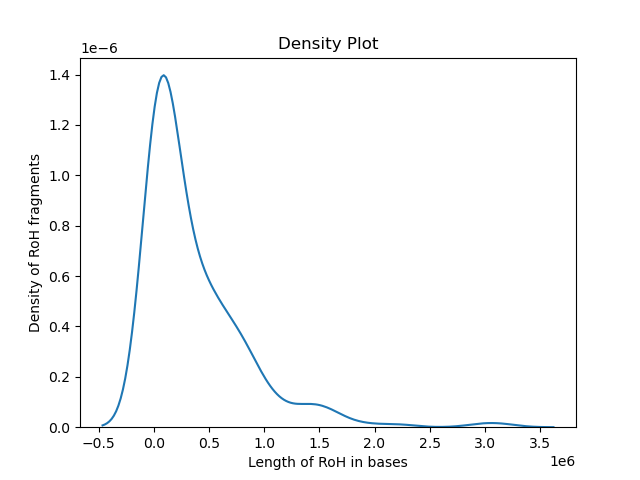 Density Plot
1e−6
1.4
1.2
1.0
0.8
0.6
0.4
0.2
0.0
Density of RoH fragments
−0.5 0.0 0.5 1.0 1.5 2.0 2.5 3.0 3.5
1e6
Length of RoH in bases